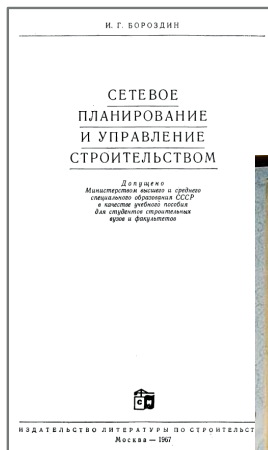 И. Г. БОРОЗДИН
СЕТЕВОЕ
ПЛАНИРОВАНИЕ
И УПРАВЛЕНИЕ
СТРОИТЕЛЬСТВОМ
Допущено
Министерством высшего и среднего
специального образования СССР
в качестве учебного пособия
для студентов строительных
вузов и факультетов
СИ
ИЗДАТЕЛЬСТВО ЛИТЕРАТУРЫ ПО СТРОИТЕЛЬСТ
Москва — 1967